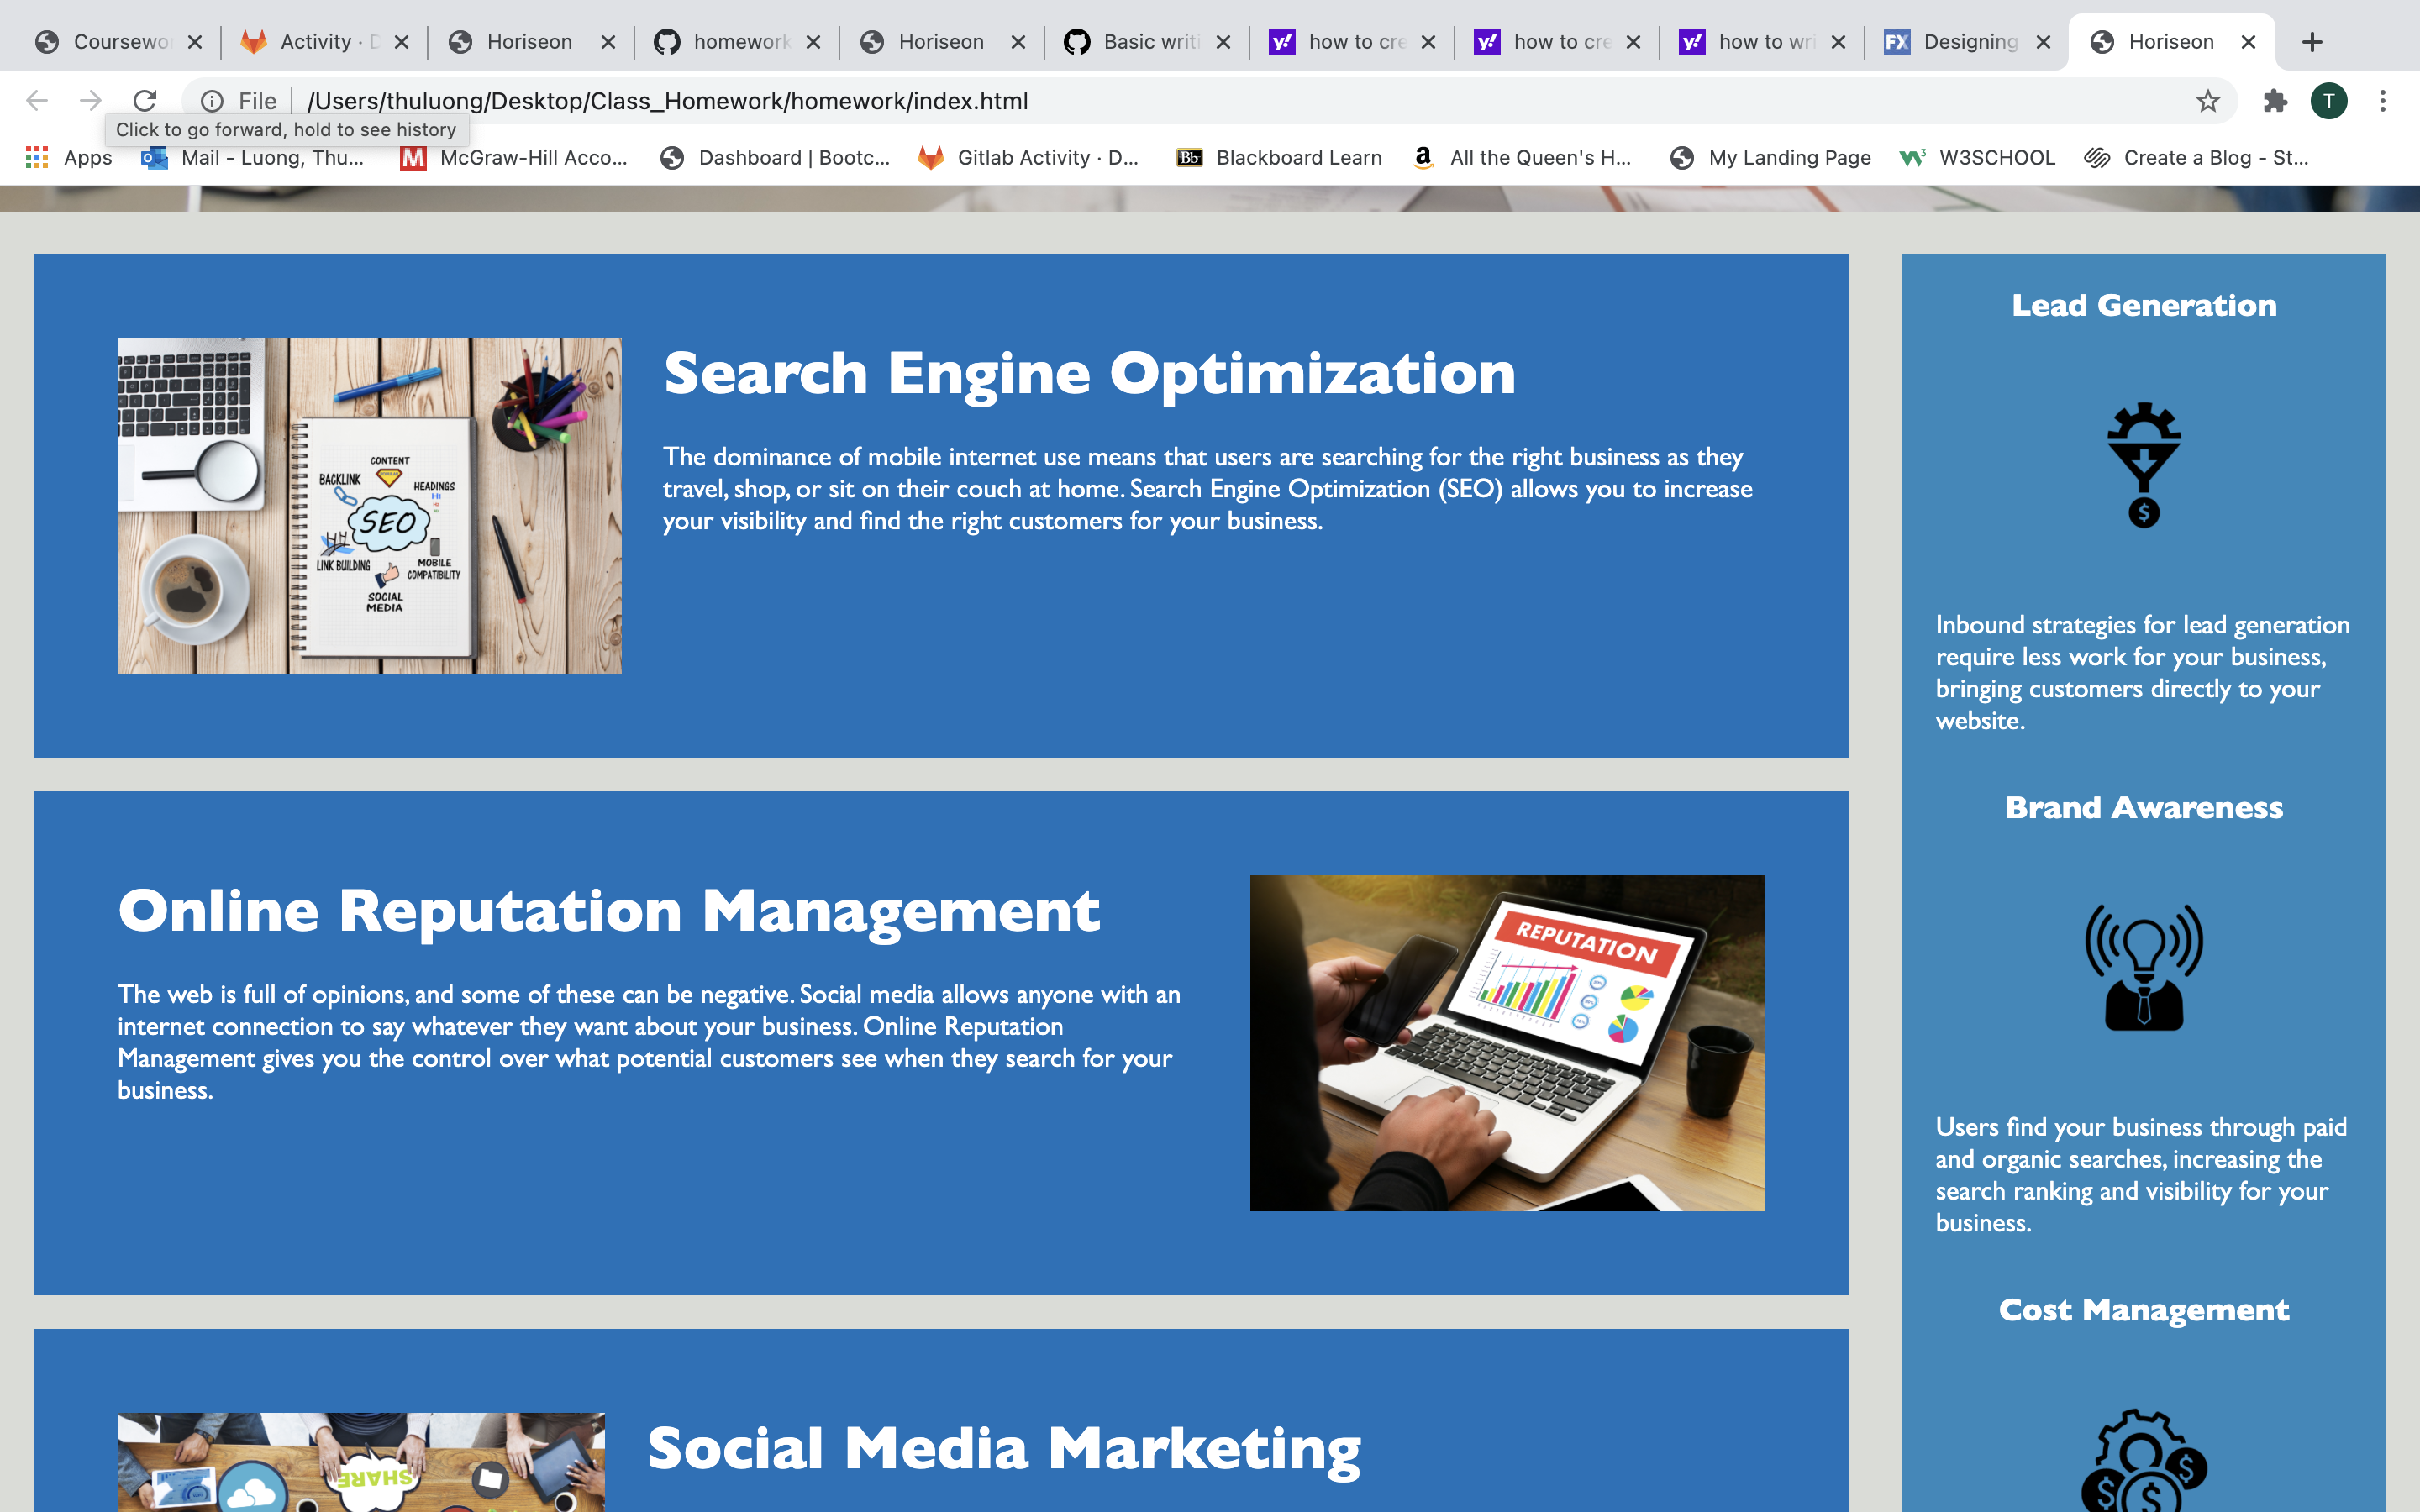 Coursewo
Activity · D
Horiseon
homework
Horiseon
Basic writi
how to cre
how to cre
how to wri
FX Designing
Horiseon
File /Users/thuluong/Desktop/Class_Homework/homework/index.html
T
Click to go forward, hold to see history
Apps
Mail - Luong, Thu...
McGraw-Hill Acco...
Dashboard | Bootc...
Gitlab Activity · D...
Bb Blackboard Learn
All the Queen's H...
My Landing Page
W3SCHOOL
Create a Blog - St...
Search Engine Optimization
The dominance of mobile internet use means that users are searching for the right business as they
travel, shop, or sit on their couch at home. Search Engine Optimization (SEO) allows you to increase
your visibility and find the right customers for your business.
CONTENT
BACKLINK
HEADINGS
H1
SEO
LINK BUILDING
MOBILE
COMPATIBILITY
SOCIAL
MEDIA
Online Reputation Management
The web is full of opinions, and some of these can be negative. Social media allows anyone with an
internet connection to say whatever they want about your business. Online Reputation
Management gives you the control over what potential customers see when they search for your
business.
REPUTATION
Social Media Marketing
SHARE
Lead Generation
$
Inbound strategies for lead generation
require less work for your business,
bringing customers directly to your
website.
Brand Awareness
Users find your business through paid
and organic searches, increasing the
search ranking and visibility for your
business.
Cost Management
$
$ $